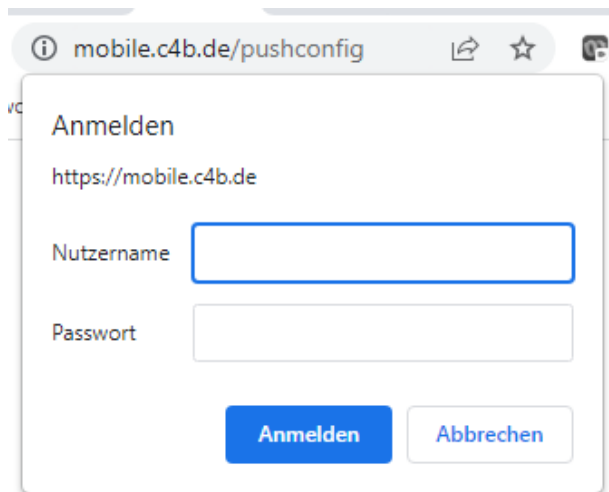 mobile.c4b.de/pushconfig
Anmelden
https://mobile.c4b.de
Nutzername
Passwort
Anmelden Abbrechen